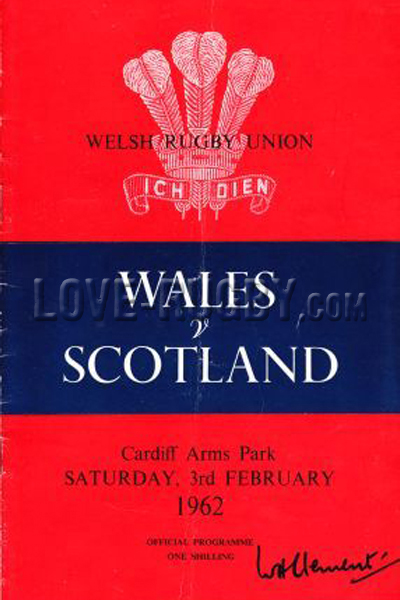 WELSH RUGBY UNION
ICH DIEN
WALES
LOVE-RUGBY.com
v
SCOTLAND
Cardiff Arms Park
SATURDAY, 3rd FEBRUARY
1962
OFFICIAL PROGRAMME
ONE SHILLING
W H Clement